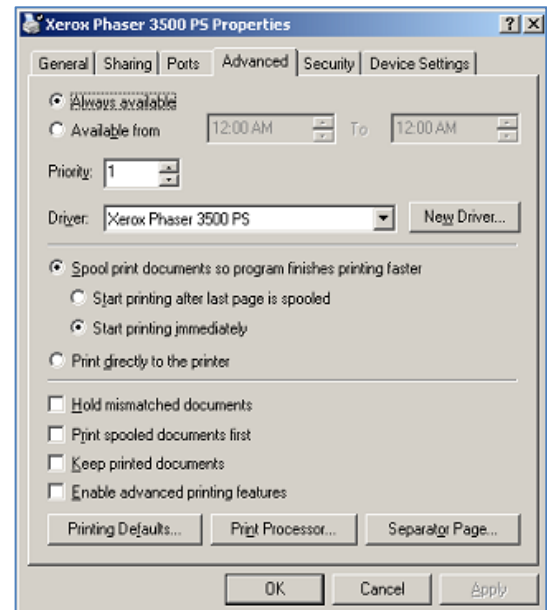 Xerox Phaser 3500 PS Properties
General Sharing Ports Advanced Security Device Settings
Always available
Available from 12:00 AM To 12:00 AM
Priority: 1
Driver: Xerox Phaser 3500 PS New Driver...
Spool print documents so program finishes printing faster
Start printing after last page is spooled
Start printing immediately
Print directly to the printer
Hold mismatched documents
Print spooled documents first
Keep printed documents
Enable advanced printing features
Printing Defaults... Print Processor... Separator Page...
OK Cancel Apply